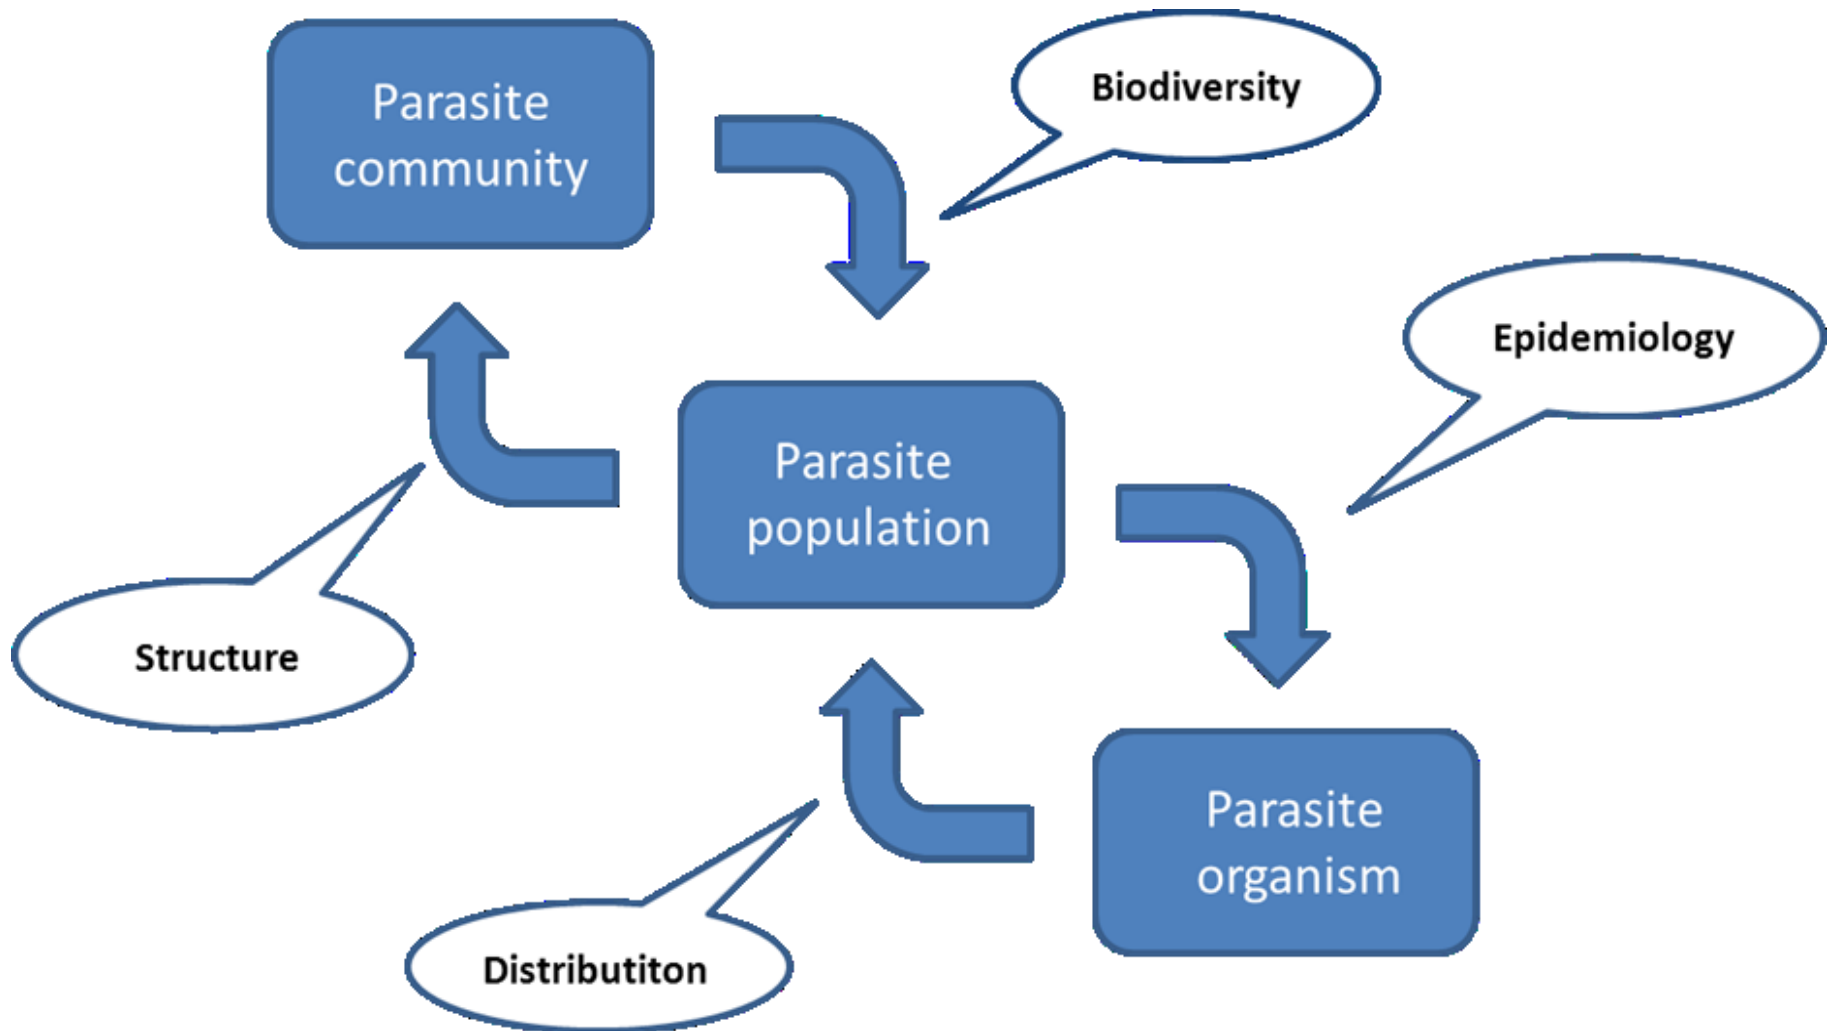 Parasite
community
Biodiversity
Epidemiology
Parasite
population
Structure
Parasite
organism
Distributiton